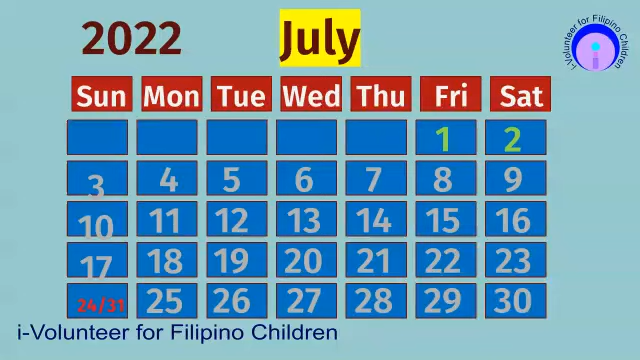 2022 July
i-Volunteer for Filipino Children
i
Sun Mon Tue Wed Thu Fri Sat
1 2
3 4 5 6 7 8 9
10 11 12 13 14 15 16
17 18 19 20 21 22 23
24/31 25 26 27 28 29 30
i-Volunteer for Filipino Children